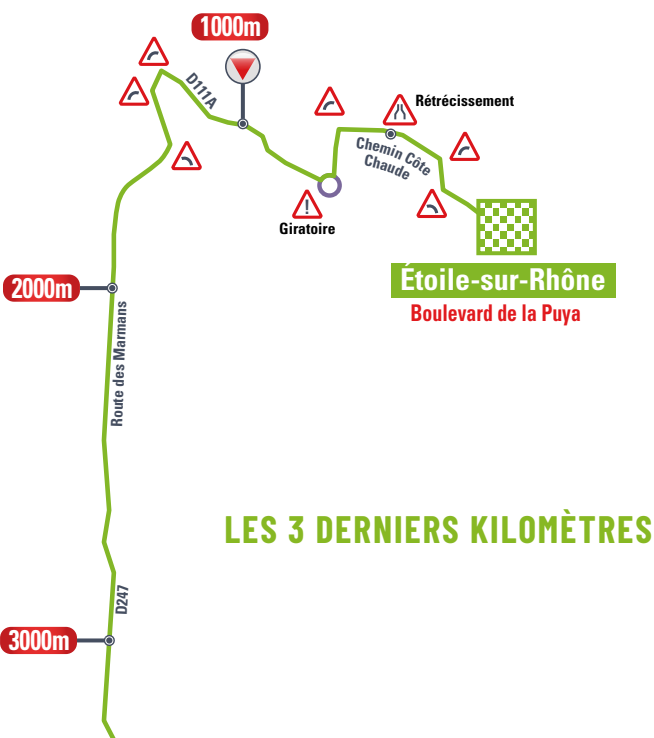 1000m
D111A
Rétrécissement
Chemin Côte
Chaude
Giratoire
Étoile-sur-Rhône
Boulevard de la Puya
2000m
Route des Marmans
LES 3 DERNIERS KILOMÈTRES
D247
3000m